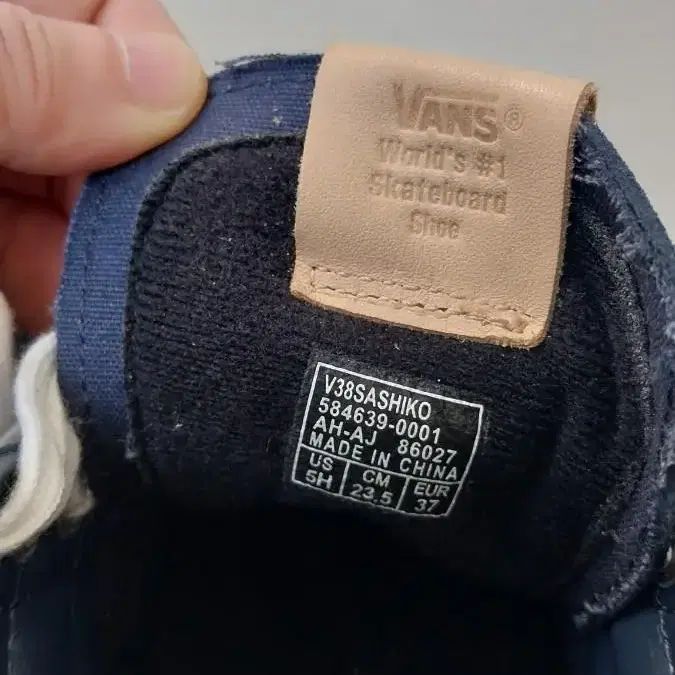 VANS®
World's #1
Skateboard
Shoe
V38SASHIKO
584639-0001
AH-AJ 86027
MADE IN CHINA
US CM EUR
5H 23.5 37